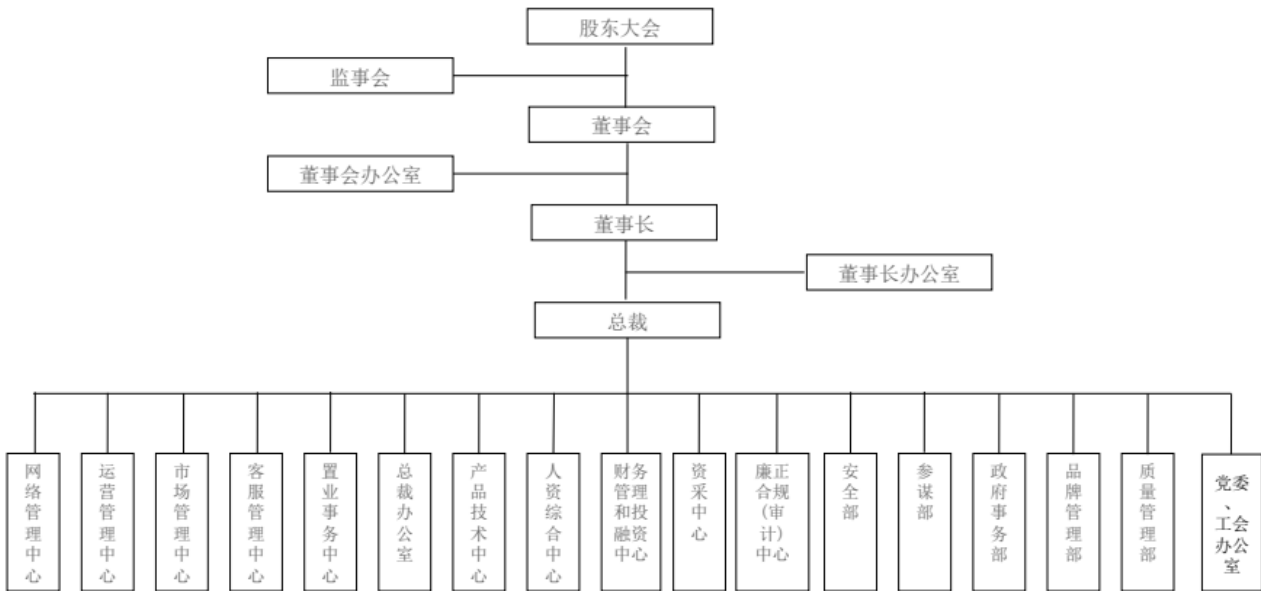 股东大会
监事会
董事会
董事会办公室
董事长
董事长办公室
总裁
网络管理中心
运营管理中心
市场管理中心
客服管理中心
置业事务中心
总裁办公室
产品技术中心
人资综合中心
财务
管理
和投
融资
中心
资采中心
廉正
合规
(审
计)
中心
安全部
参谋部
政府事务部
品牌管理部
质量管理部
党委
、
工会
办公
室